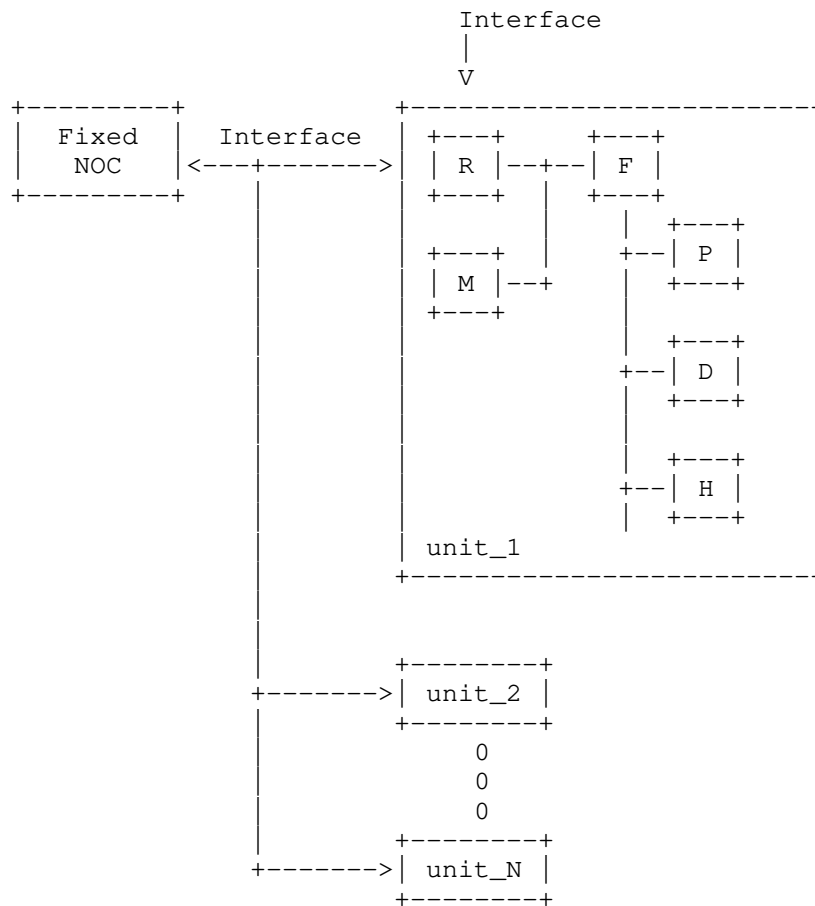 Interface
V
Fixed
NOC
Interface
R
F
P
M
D
H
unit_1
unit_2
0
0
0
unit_N